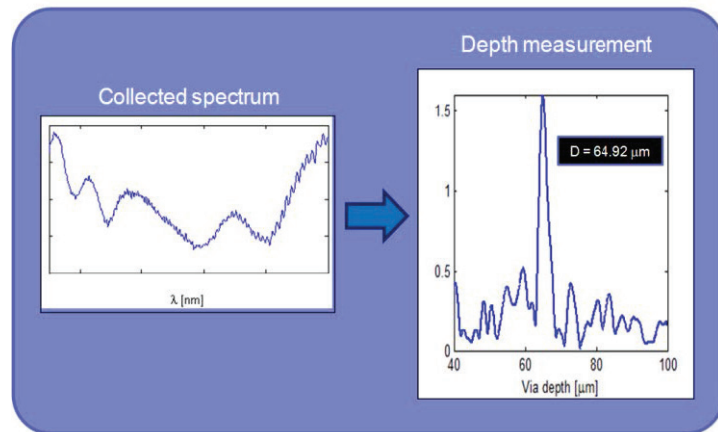 Collected spectrum
λ [nm]
Depth measurement
1.5
1
0.5
0
D = 64.92 μm
40
60
80
100
Via depth [μm]